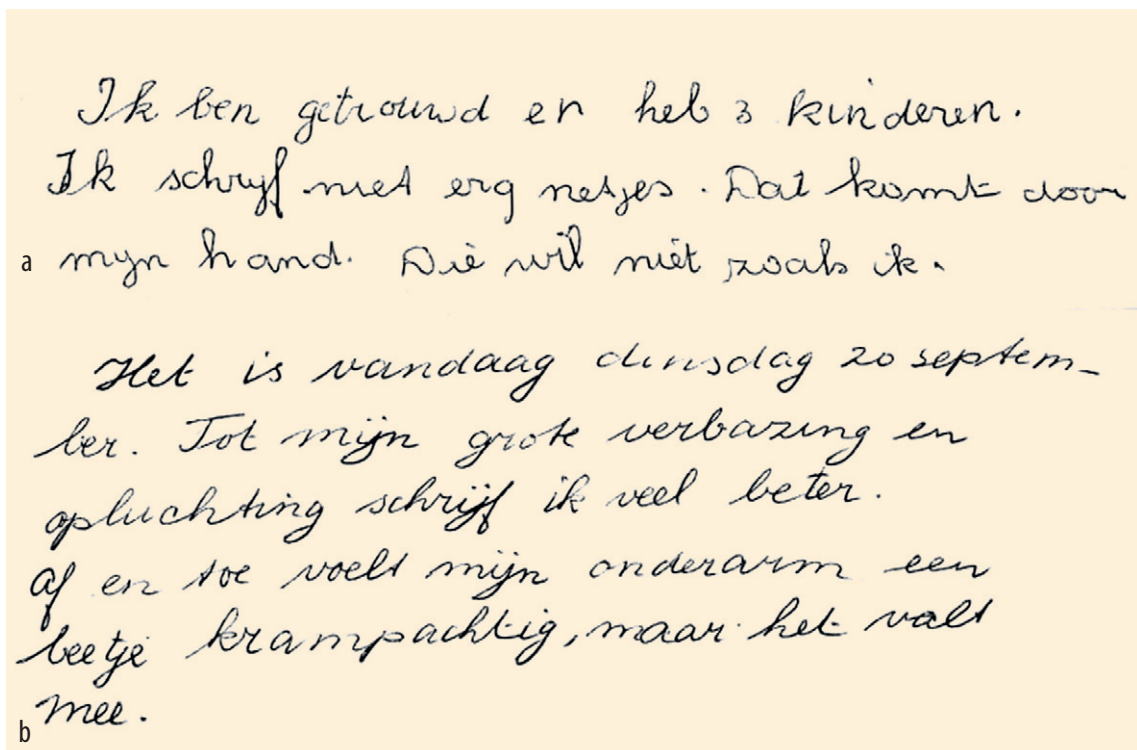 Ik ben getrouwd en heb 3 kinderen.
Ik schryf niet erg netjes. Dat komt door
a myn hand. Die wil niet zoals ik.
Het is vandaag dinsdag 20 septem-
ber. Tot mijn grote verbazing en
opluchting schrijf ik veel beter.
Af en toe voelt mijn onderarm een
beetje krampachtig, maar het valt
mee.
b